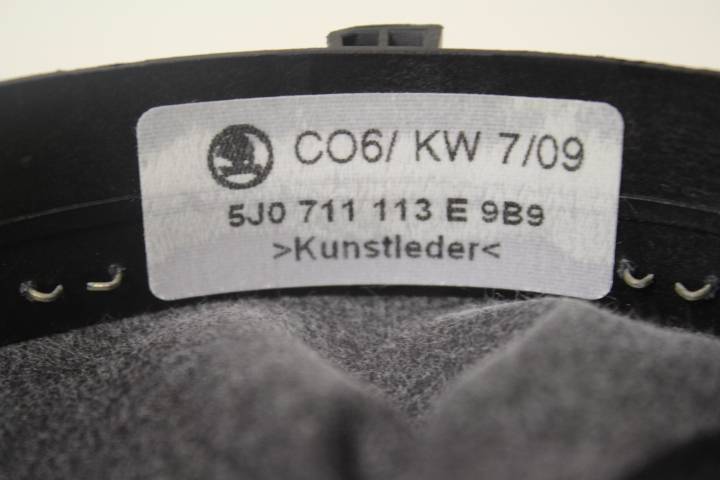 CO6/ KW 7/09
5J0 711 113 E 9B9
>Kunstleder<